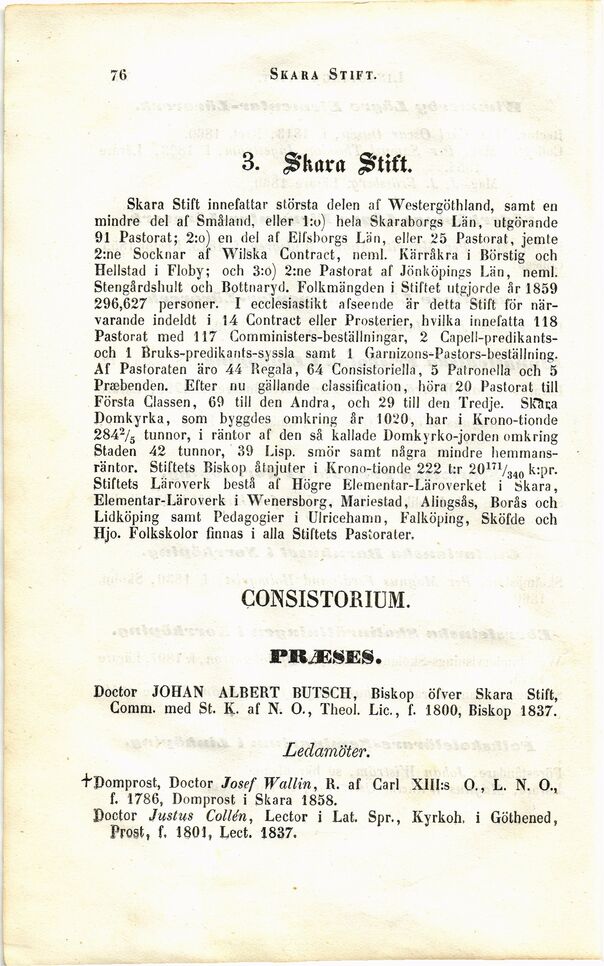 76 SKARA STIFT.
3. Skara Stift.
Skara Stift innefattar största delen af Westergöthland, samt en
mindre del af Småland, eller 1:o) hela Skaraborgs Län, utgörande
91 Pastorat; 2:o) en del af Elfsborgs Län, eller 25 Pastorat, jemte
2:ne Socknar af Wilska Contract, neml. Kärråkra i Börstig och
Hellstad i Floby; och 3:o) 2:ne Pastorat af Jönköpings Län, neml.
Stengårdshult och Bottnaryd. Folkmängden i Stiftet utgjorde år 1859
296,627 personer. I ecclesiastikt afseende är detta Stift för när-
varande indeldt i 14 Contract eller Prosterier, hvilka innefatta 118
Pastorat med 117 Comministers-beställningar, 2 Capell-predikants-
och 1 Bruks-predikants-syssla samt 1 Garnizons-Pastors-beställning.
Af Pastoraten äro 44 Regala, 64 Consistoriella, 5 Patronella och 5
Præbenden. Efter nu gällande classification, höra 20 Pastorat till
Första Classen, 69 till den Andra, och 29 till den Tredje. Skara
Domkyrka, som byggdes omkring år 1020, har i Krono-tionde
284²/₅ tunnor, i räntor af den så kallade Domkyrko-jorden omkring
Staden 42 tunnor, 39 Lisp. smör samt några mindre hemmans-
räntor. Stiftets Biskop åtnjuter i Krono-tionde 222 t:r 20¹⁷¹/₃₄₀ k:pr.
Stiftets Läroverk bestå af Högre Elementar-Läroverket i Skara,
Elementar-Läroverk i Wenersborg, Mariestad, Alingsås, Borås och
Lidköping samt Pedagogier i Ulricehamn, Falköping, Sköfde och
Hjo. Folkskolor finnas i alla Stiftets Pastorater.
CONSISTORIUM.
PRÆSES.
Doctor JOHAN ALBERT BUTSCH, Biskop öfver Skara Stift,
Comm. med St. K. af N. O., Theol. Lic., f. 1800, Biskop 1837.
Ledamöter.
†Domprost, Doctor Josef Wallin, R. af Carl XIII:s O., L. N. O.,
f. 1786, Domprost i Skara 1858.
Doctor Justus Collén, Lector i Lat. Spr., Kyrkoh. i Göthened,
Prost, f. 1801, Lect. 1837.